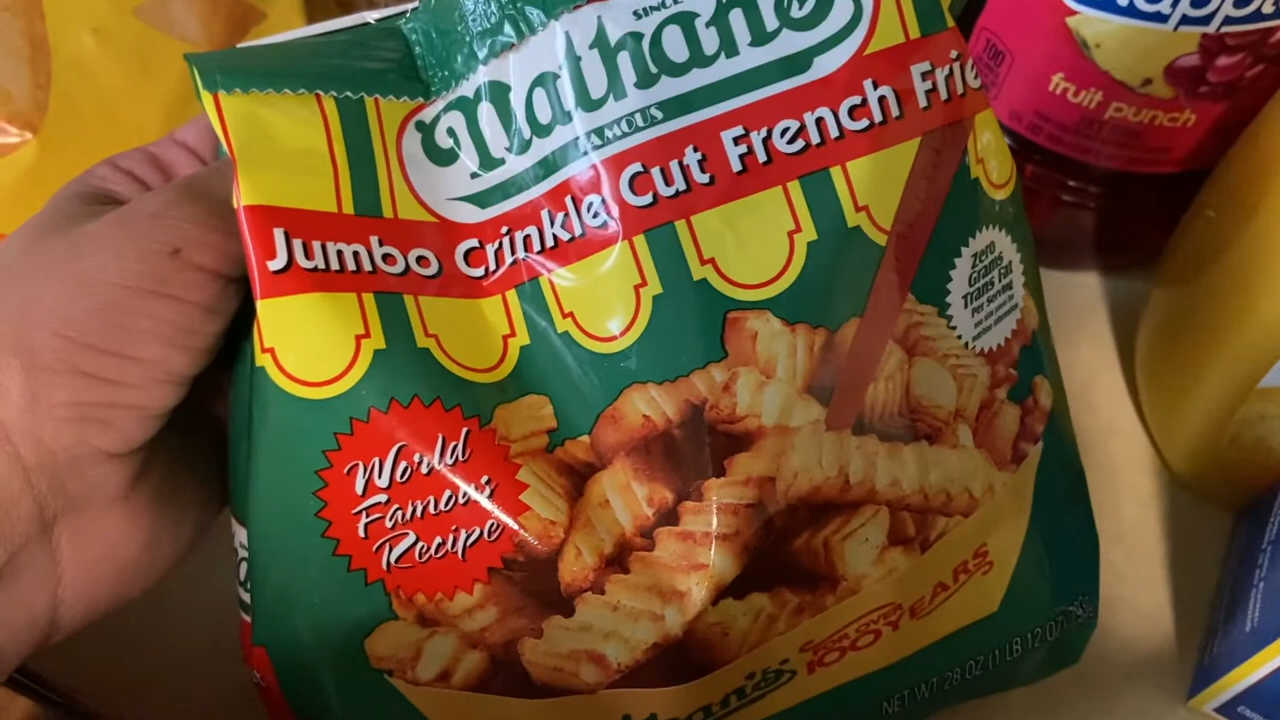 SINCE
Nathan's
FAMOUS
Jumbo Crinkle Cut French Frie
100
fruit punch
Zero
Grams
Trans Fat
Per Serving
World
Famous
Recipe
FOR OVER
100 YEARS
NET WT 28 OZ (1 LB 12 OZ)